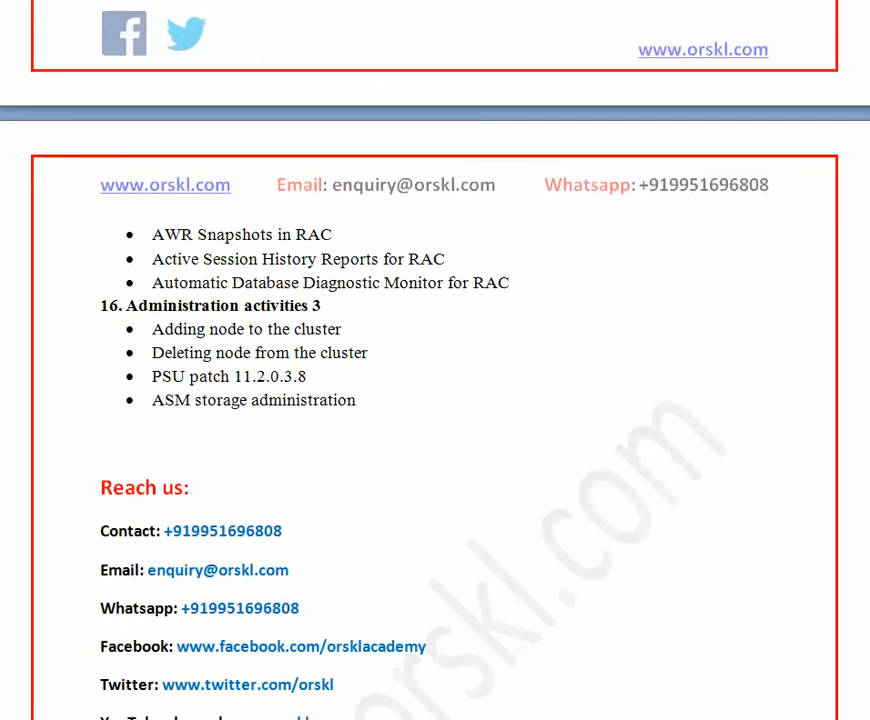 www.orskl.com
www.orskl.com Email: enquiry@orskl.com Whatsapp: +919951696808
• AWR Snapshots in RAC
• Active Session History Reports for RAC
• Automatic Database Diagnostic Monitor for RAC
16. Administration activities 3
• Adding node to the cluster
• Deleting node from the cluster
• PSU patch 11.2.0.3.8
• ASM storage administration
Reach us:
Contact: +919951696808
Email: enquiry@orskl.com
Whatsapp: +919951696808
Facebook: www.facebook.com/orsklacademy
Twitter: www.twitter.com/orskl
orskl.com